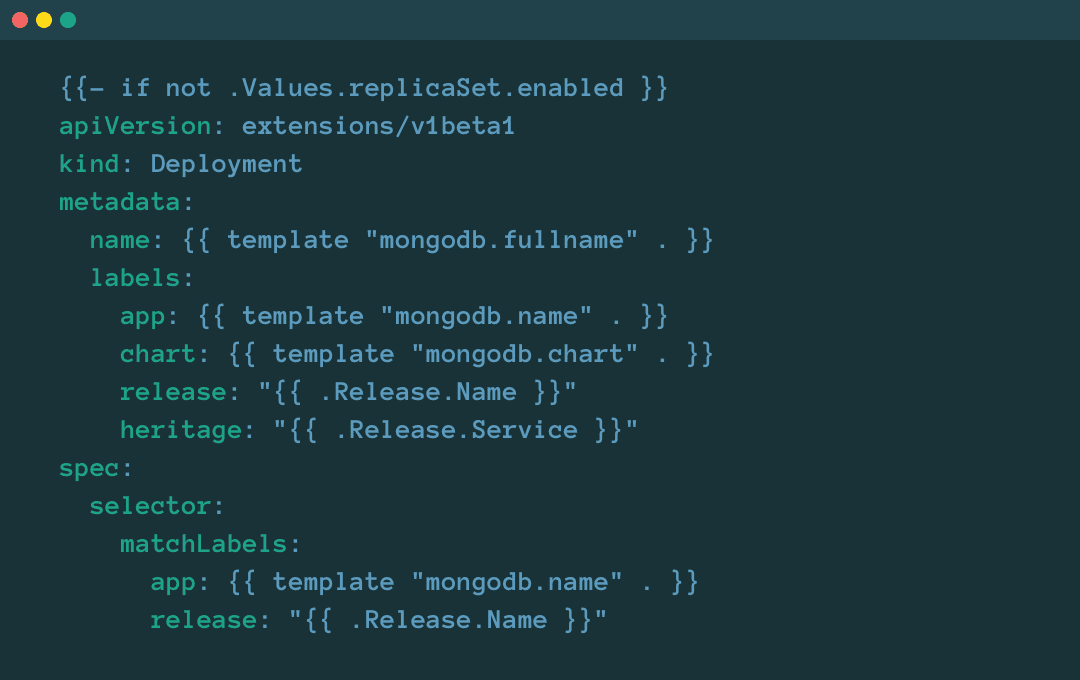 {{- if not .Values.replicaSet.enabled }}
apiVersion: extensions/v1beta1
kind: Deployment
metadata:
  name: {{ template "mongodb.fullname" . }}
  labels:
    app: {{ template "mongodb.name" . }}
    chart: {{ template "mongodb.chart" . }}
    release: "{{ .Release.Name }}"
    heritage: "{{ .Release.Service }}"
spec:
  selector:
    matchLabels:
      app: {{ template "mongodb.name" . }}
      release: "{{ .Release.Name }}"